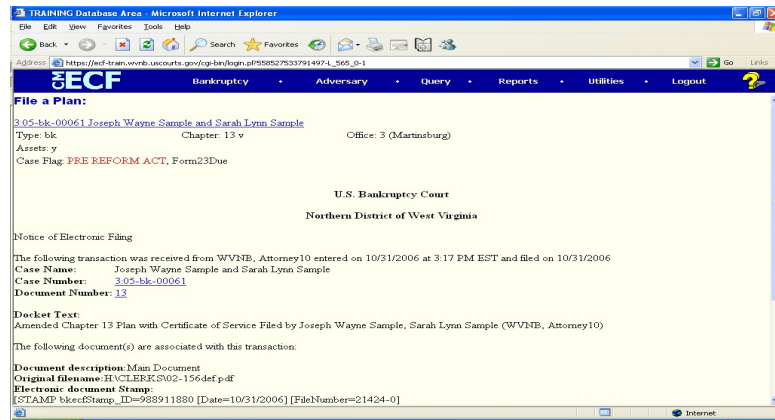 TRAINING Database Area - Microsoft Internet Explorer
File Edit View Favorites Tools Help
Back Search Favorites
Address https://ecf-train.wvnb.uscourts.gov/cgi-bin/login.pl?558527533791497-L_565_0-1 Go Links
CM ECF Bankruptcy • Adversary • Query • Reports • Utilities • Logout ?
File a Plan:
3:05-bk-00061 Joseph Wayne Sample and Sarah Lynn Sample
Type: bk Chapter: 13 v Office: 3 (Martinsburg)
Assets: y
Case Flag: PRE REFORM ACT, Form23Due
U.S. Bankruptcy Court
Northern District of West Virginia
Notice of Electronic Filing
The following transaction was received from WVNB, Attorney10 entered on 10/31/2006 at 3:17 PM EST and filed on 10/31/2006
Case Name: Joseph Wayne Sample and Sarah Lynn Sample
Case Number: 3:05-bk-00061
Document Number: 13
Docket Text:
Amended Chapter 13 Plan with Certificate of Service Filed by Joseph Wayne Sample, Sarah Lynn Sample (WVNB, Attorney10)
The following document(s) are associated with this transaction:
Document description:Main Document
Original filename:H:\CLERKS\02-156def.pdf
Electronic document Stamp:
[STAMP bkecfStamp_ID=988911880 [Date=10/31/2006] [FileNumber=21424-0]
Internet